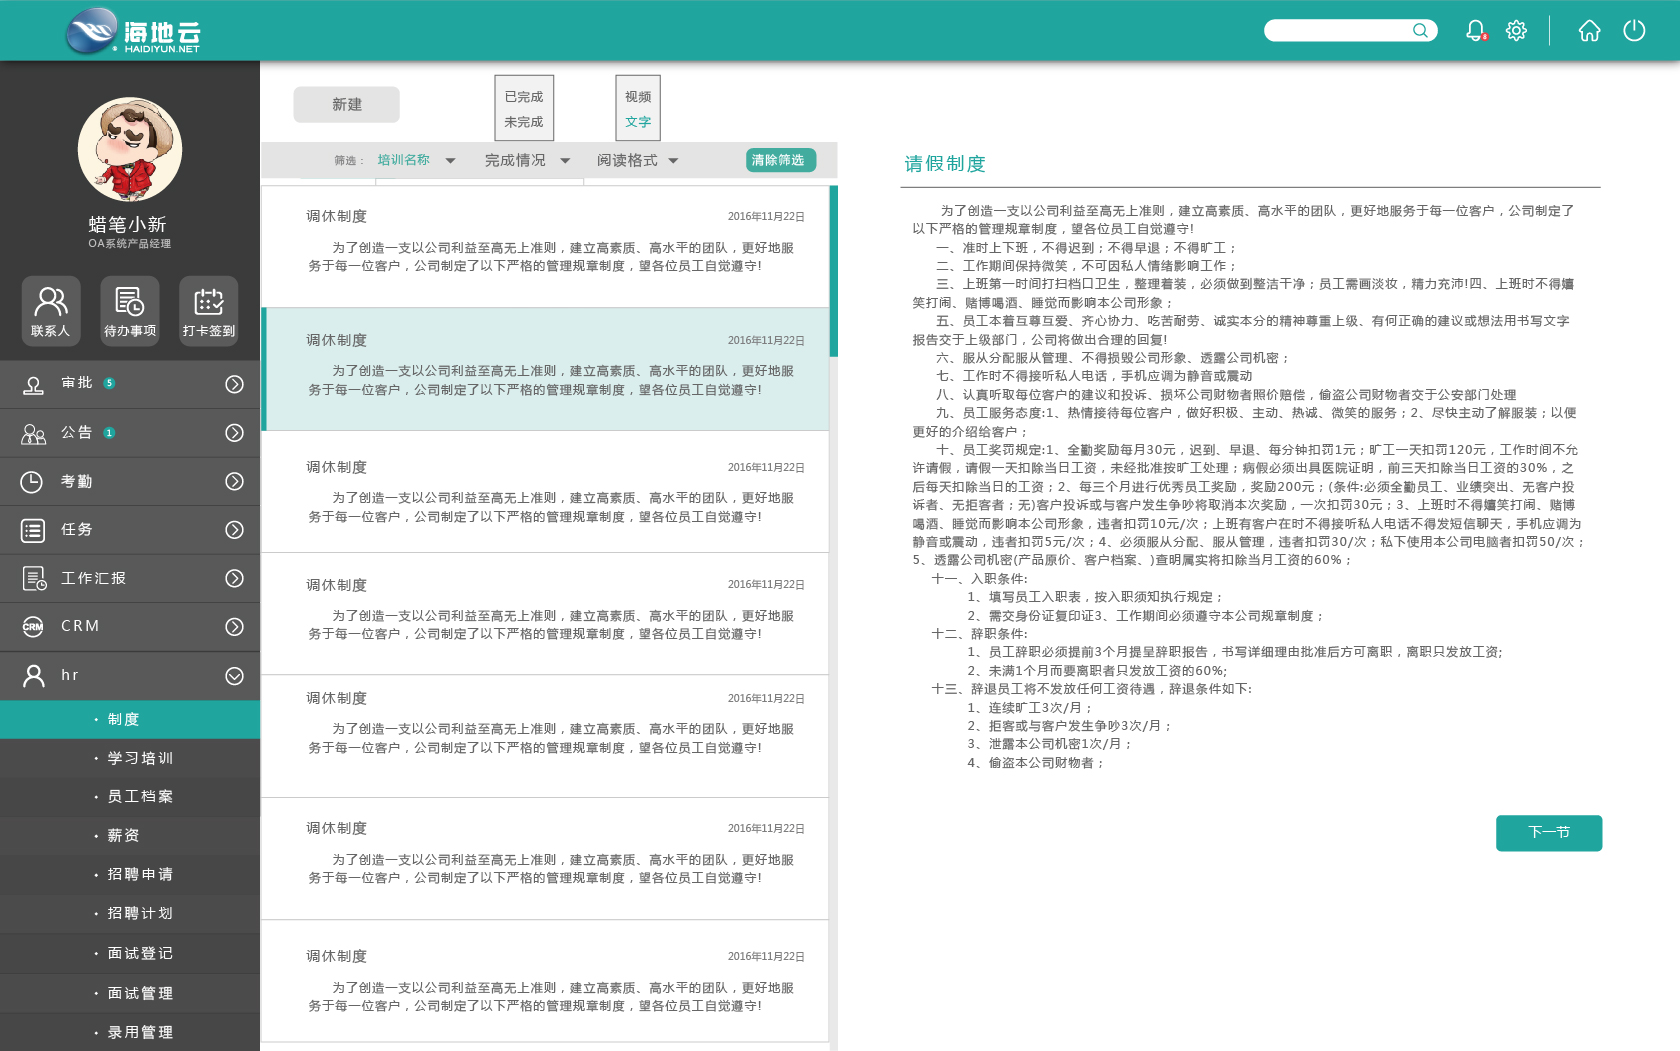 海地云
HAIDIYUN.NET
8
蜡笔小新
OA系统产品经理
联系人
待办事项
打卡签到
审批 5
公告 1
考勤
任务
工作汇报
CRM CRM
hr
· 制度
· 学习培训
· 员工档案
· 薪资
· 招聘申请
· 招聘计划
· 面试登记
· 面试管理
· 录用管理
新建
已完成
未完成
视频
文字
筛选： 培训名称 完成情况 阅读格式 清除筛选
调休制度 2016年11月22日
为了创造一支以公司利益至高无上准则，建立高素质、高水平的团队，更好地服
务于每一位客户，公司制定了以下严格的管理规章制度，望各位员工自觉遵守!
调休制度 2016年11月22日
为了创造一支以公司利益至高无上准则，建立高素质、高水平的团队，更好地服
务于每一位客户，公司制定了以下严格的管理规章制度，望各位员工自觉遵守!
调休制度 2016年11月22日
为了创造一支以公司利益至高无上准则，建立高素质、高水平的团队，更好地服
务于每一位客户，公司制定了以下严格的管理规章制度，望各位员工自觉遵守!
调休制度 2016年11月22日
为了创造一支以公司利益至高无上准则，建立高素质、高水平的团队，更好地服
务于每一位客户，公司制定了以下严格的管理规章制度，望各位员工自觉遵守!
调休制度 2016年11月22日
为了创造一支以公司利益至高无上准则，建立高素质、高水平的团队，更好地服
务于每一位客户，公司制定了以下严格的管理规章制度，望各位员工自觉遵守!
调休制度 2016年11月22日
为了创造一支以公司利益至高无上准则，建立高素质、高水平的团队，更好地服
务于每一位客户，公司制定了以下严格的管理规章制度，望各位员工自觉遵守!
调休制度 2016年11月22日
为了创造一支以公司利益至高无上准则，建立高素质、高水平的团队，更好地服
务于每一位客户，公司制定了以下严格的管理规章制度，望各位员工自觉遵守!
请假制度
为了创造一支以公司利益至高无上准则，建立高素质、高水平的团队，更好地服务于每一位客户，公司制定了
以下严格的管理规章制度，望各位员工自觉遵守!
一、准时上下班，不得迟到；不得早退；不得旷工；
二、工作期间保持微笑，不可因私人情绪影响工作；
三、上班第一时间打扫档口卫生，整理着装，必须做到整洁干净；员工需画淡妆，精力充沛!四、上班时不得嬉
笑打闹、赌博喝酒、睡觉而影响本公司形象；
五、员工本着互尊互爱、齐心协力、吃苦耐劳、诚实本分的精神尊重上级、有何正确的建议或想法用书写文字
报告交于上级部门，公司将做出合理的回复!
六、服从分配服从管理、不得损毁公司形象、透露公司机密；
七、工作时不得接听私人电话，手机应调为静音或震动
八、认真听取每位客户的建议和投诉、损坏公司财物者照价赔偿，偷盗公司财物者交于公安部门处理
九、员工服务态度:1、热情接待每位客户，做好积极、主动、热诚、微笑的服务；2、尽快主动了解服装；以便
更好的介绍给客户；
十、员工奖罚规定:1、全勤奖励每月30元，迟到、早退、每分钟扣罚1元；旷工一天扣罚120元，工作时间不允
许请假，请假一天扣除当日工资，未经批准按旷工处理；病假必须出具医院证明，前三天扣除当日工资的30%，之
后每天扣除当日的工资；2、每三个月进行优秀员工奖励，奖励200元；(条件:必须全勤员工、业绩突出、无客户投
诉者、无拒客者；无)客户投诉或与客户发生争吵将取消本次奖励，一次扣罚30元；3、上班时不得嬉笑打闹、赌博
喝酒、睡觉而影响本公司形象，违者扣罚10元/次；上班有客户在时不得接听私人电话不得发短信聊天，手机应调为
静音或震动，违者扣罚5元/次；4、必须服从分配、服从管理，违者扣罚30/次；私下使用本公司电脑者扣罚50/次；
5、透露公司机密(产品原价、客户档案、)查明属实将扣除当月工资的60%；
十一、入职条件:
1、填写员工入职表，按入职须知执行规定；
2、需交身份证复印证3、工作期间必须遵守本公司规章制度；
十二、辞职条件:
1、员工辞职必须提前3个月提呈辞职报告，书写详细理由批准后方可离职，离职只发放工资;
2、未满1个月而要离职者只发放工资的60%;
十三、辞退员工将不发放任何工资待遇，辞退条件如下:
1、连续旷工3次/月；
2、拒客或与客户发生争吵3次/月；
3、泄露本公司机密1次/月；
4、偷盗本公司财物者；
下一节